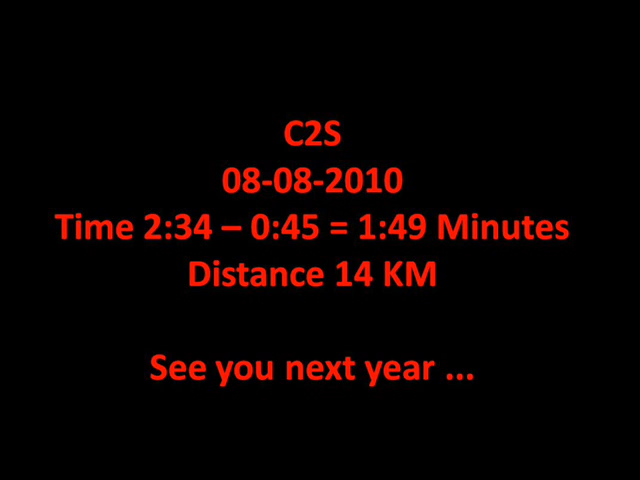 C2S
08-08-2010
Time 2:34 – 0:45 = 1:49 Minutes
Distance 14 KM
See you next year ...